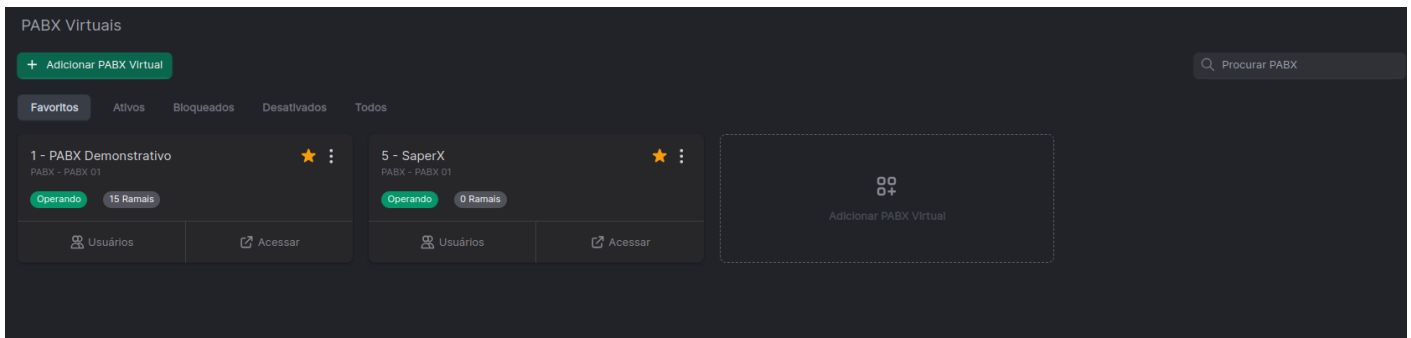 PABX Virtuais
+ Adicionar PABX Virtual
Procurar PABX
Favoritos Ativos Bloqueados Desativados Todos
1 - PABX Demonstrativo
PABX - PABX 01
Operando 15 Ramais
Usuários Acessar
5 - SaperX
PABX - PABX 01
Operando 0 Ramais
Usuários Acessar
Adicionar PABX Virtual